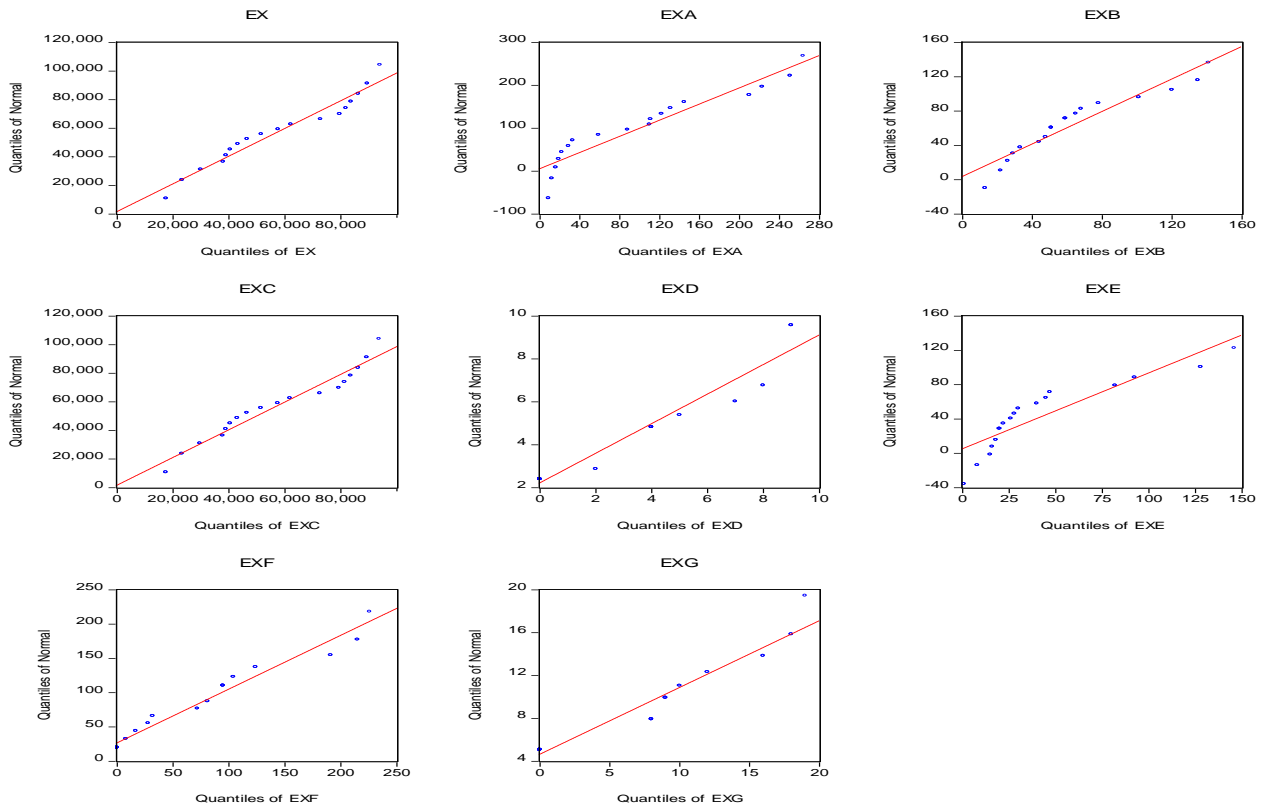 EX
120,000
100,000
80,000
60,000
40,000
20,000
0
0 20,000 40,000 60,000 80,000
Quantiles of Normal
Quantiles of EX
EXA
300
200
100
0
-100
0 40 80 120 160 200 240 280
Quantiles of Normal
Quantiles of EXA
EXB
160
120
80
40
0
-40
0 40 80 120 160
Quantiles of Normal
Quantiles of EXB
EXC
120,000
100,000
80,000
60,000
40,000
20,000
0
0 20,000 40,000 60,000 80,000
Quantiles of Normal
Quantiles of EXC
EXD
10
8
6
4
2
0 2 4 6 8 10
Quantiles of Normal
Quantiles of EXD
EXE
160
120
80
40
0
-40
0 25 50 75 100 125 150
Quantiles of Normal
Quantiles of EXE
EXF
250
200
150
100
50
0
0 50 100 150 200 250
Quantiles of Normal
Quantiles of EXF
EXG
20
16
12
8
4
0 5 10 15 20
Quantiles of Normal
Quantiles of EXG